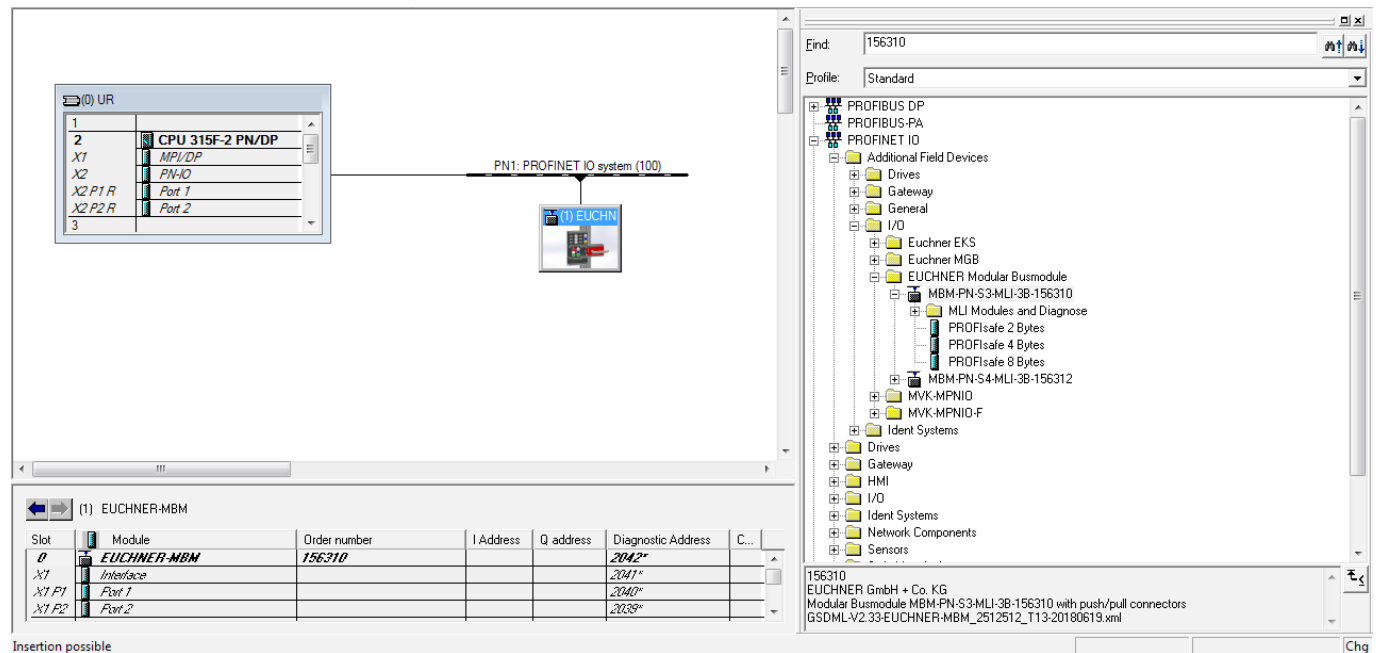 (0) UR
1
2 CPU 315F-2 PN/DP
X1 MPI/DP
X2 PN-IO
X2 P1 R Port 1
X2 P2 R Port 2
3
PN1: PROFINET IO system (100)
(1) EUCHN
(1) EUCHNER-MBM
Slot Module Order number I Address Q address Diagnostic Address C...
0 EUCHNER-MBM 156310 2042*
X1 Interface 2041*
X1 P1 Port 1 2040*
X1 P2 Port 2 2039*
Insertion possible
Find: 156310
Profile: Standard
PROFIBUS DP
PROFIBUS-PA
PROFINET IO
Additional Field Devices
Drives
Gateway
General
I/O
Euchner EKS
Euchner MGB
EUCHNER Modular Busmodule
MBM-PN-S3-MLI-3B-156310
MLI Modules and Diagnose
PROFIsafe 2 Bytes
PROFIsafe 4 Bytes
PROFIsafe 8 Bytes
MBM-PN-S4-MLI-3B-156312
MVK-MPNIO
MVK-MPNIO-F
Ident Systems
Drives
Gateway
HMI
I/O
Ident Systems
Network Components
Sensors
156310
EUCHNER GmbH + Co. KG
Modular Busmodule MBM-PN-S3-MLI-3B-156310 with push/pull connectors
GSDML-V2.33-EUCHNER-MBM_2512512_T13-20180619.xml
Chg